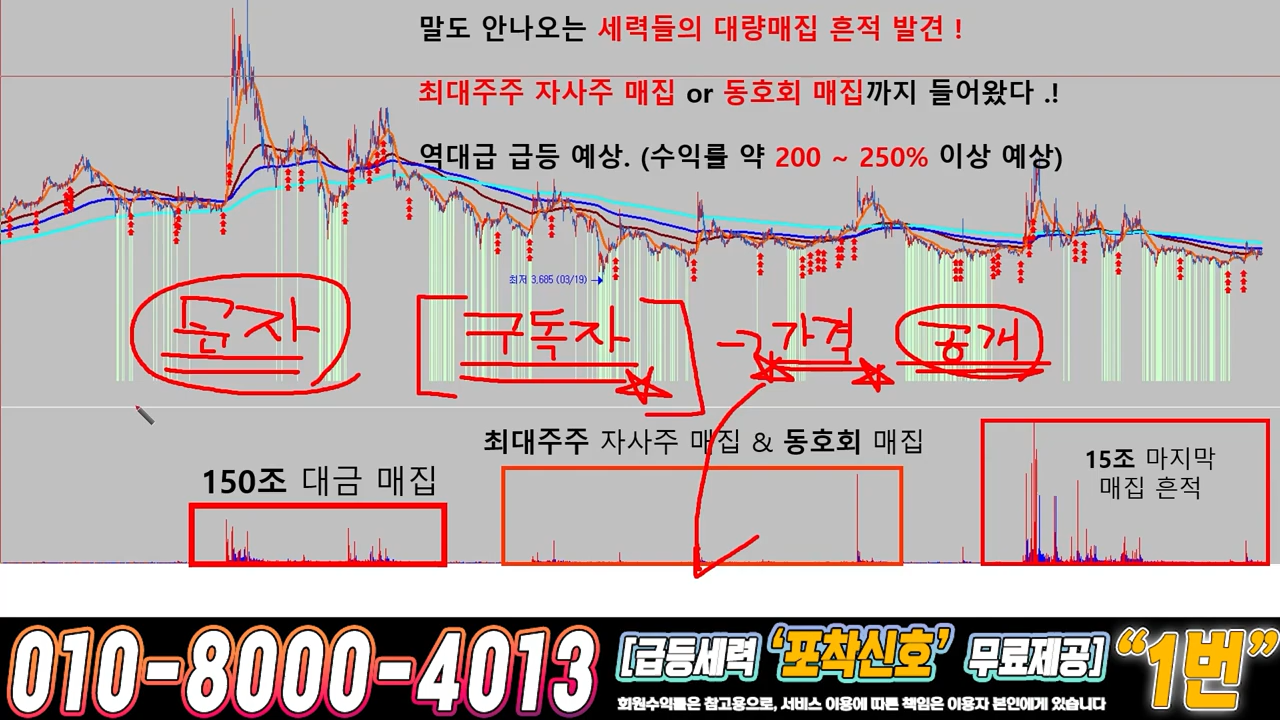 말도 안나오는 세력들의 대량매집 흔적 발견 !
최대주주 자사주 매집 or 동호회 매집까지 들어왔다 .!
역대급 급등 예상. (수익률 약 200 ~ 250% 이상 예상)
최저 3,685 (03/19)
문자 구독자 가격 공개
최대주주 자사주 매집 & 동호회 매집
150조 대금 매집
15조 마지막
매집 흔적
010-8000-4013
[급등세력 '포착신호' 무료제공] "1번"
회원수익률은 참고용으로, 서비스 이용에 따른 책임은 이용자 본인에게 있습니다